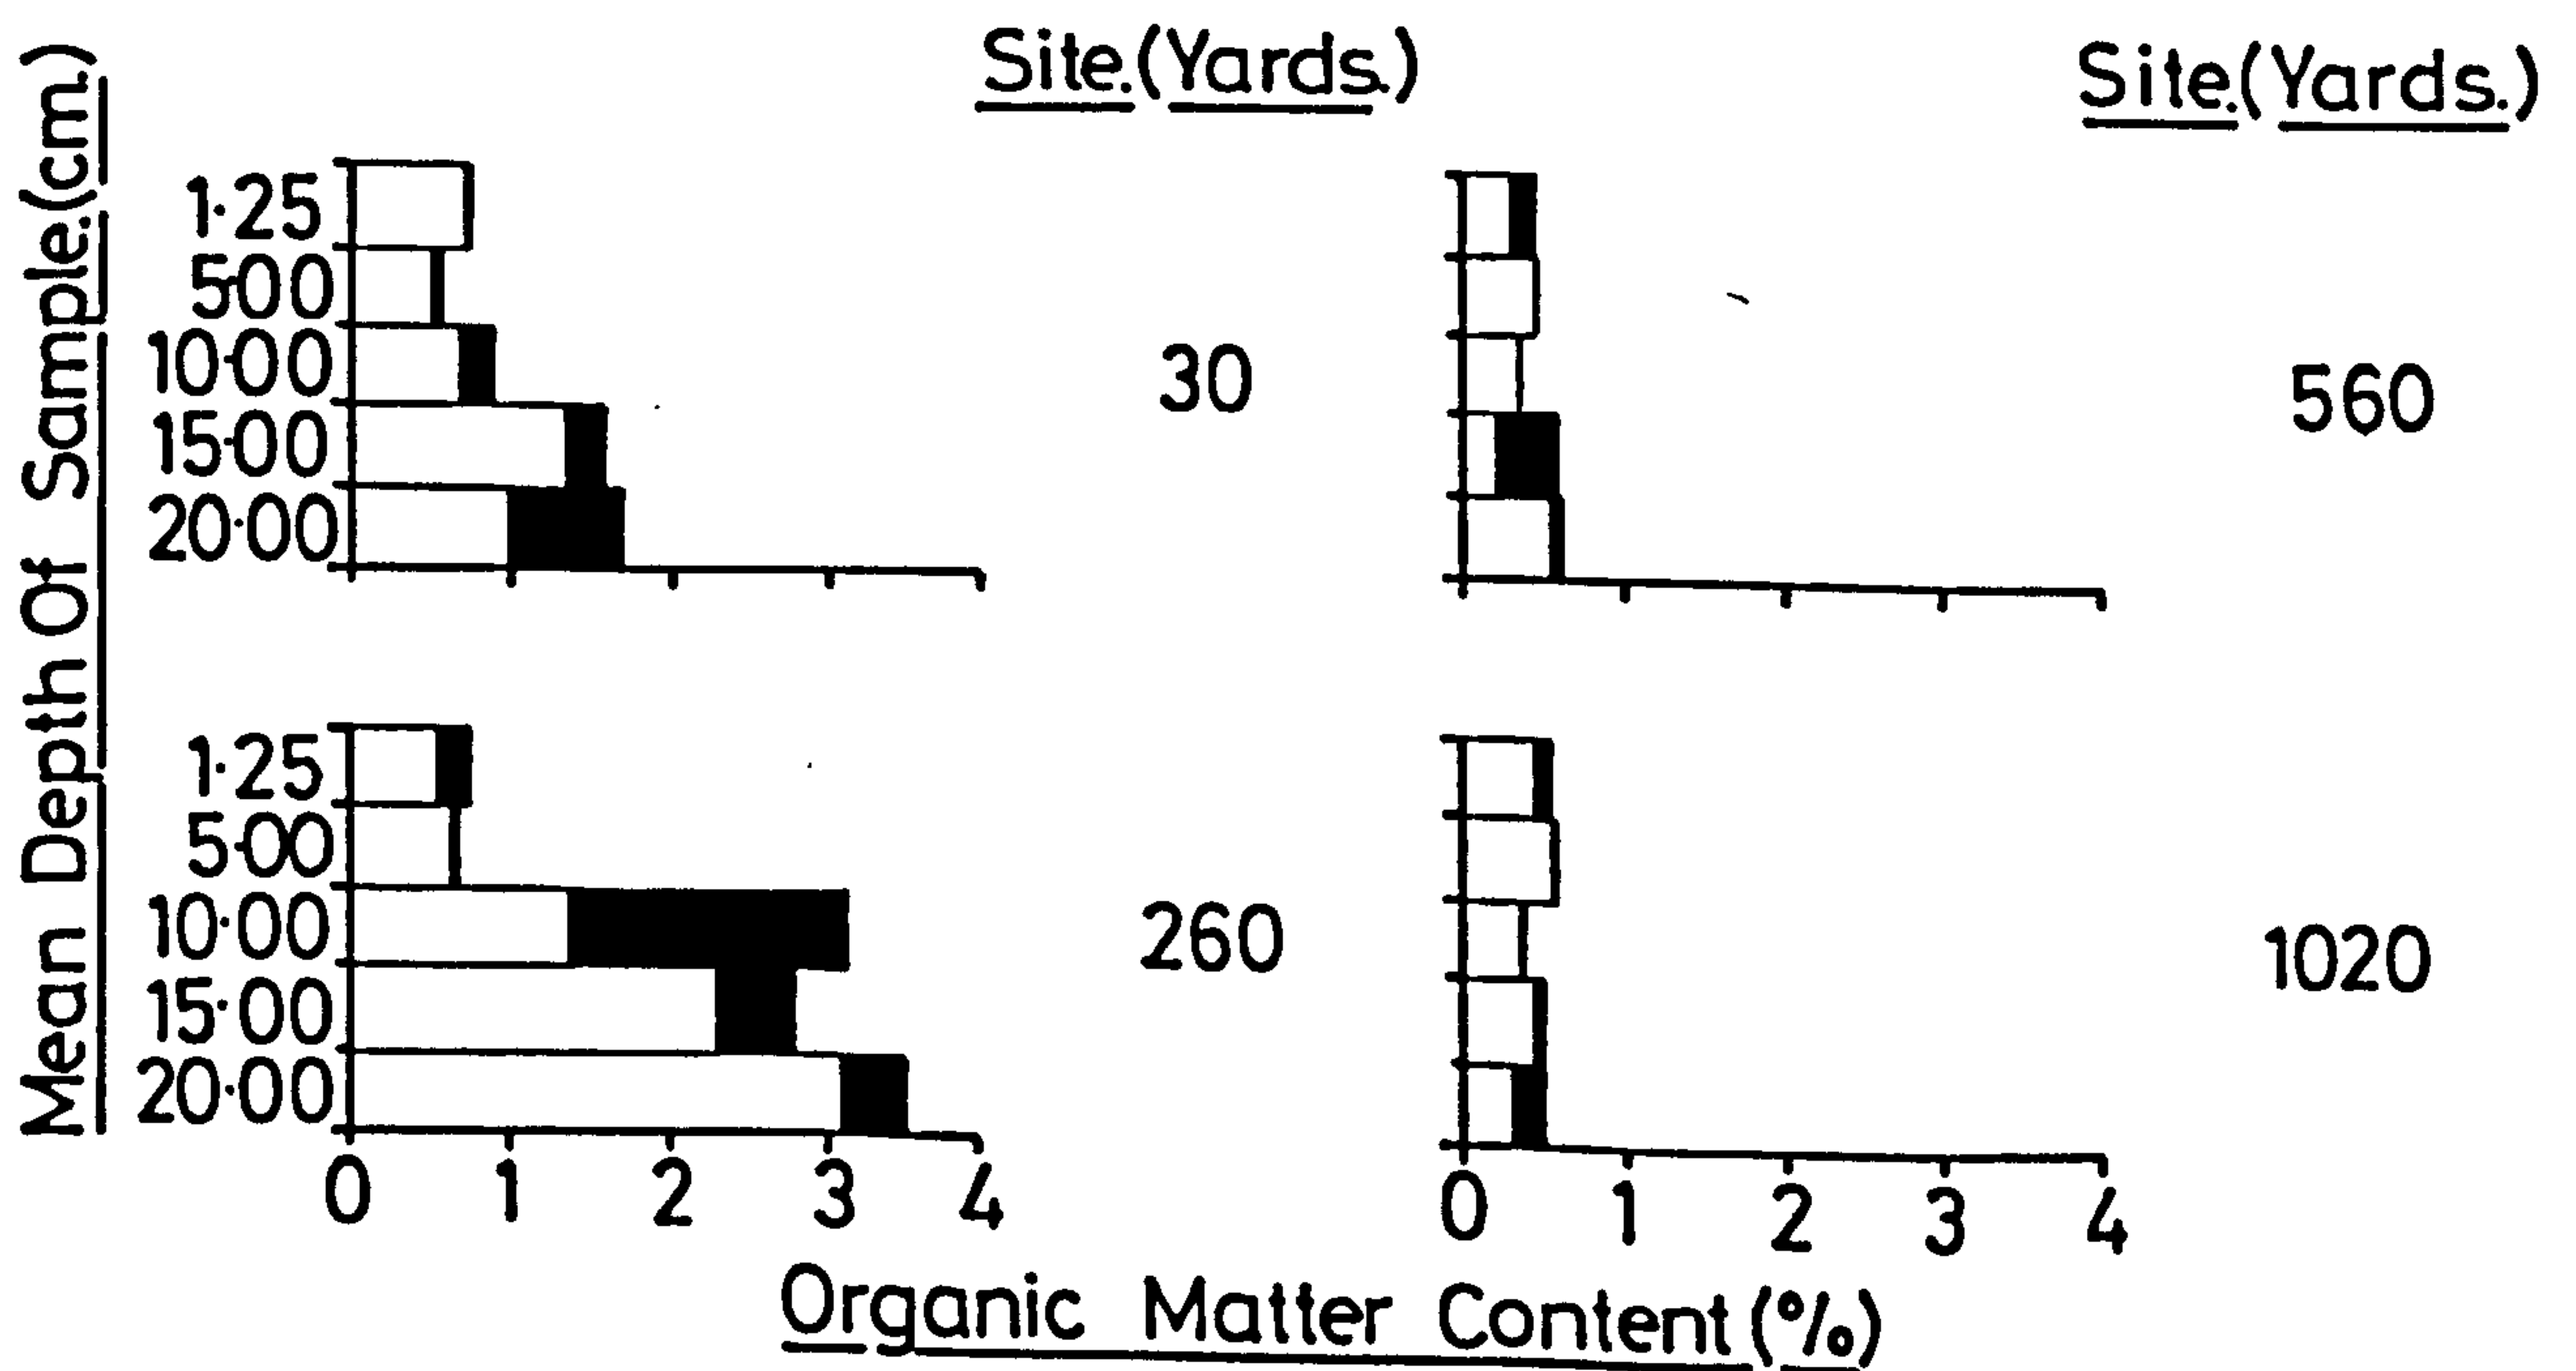 Site.(Yards.)
Site.(Yards.)
Mean Depth Of Sample.(cm.)
1·25
5·00
10·00
15·00
20·00
30
560
1·25
5·00
10·00
15·00
20·00
260
1020
0 1 2 3 4
0 1 2 3 4
Organic Matter Content (%)